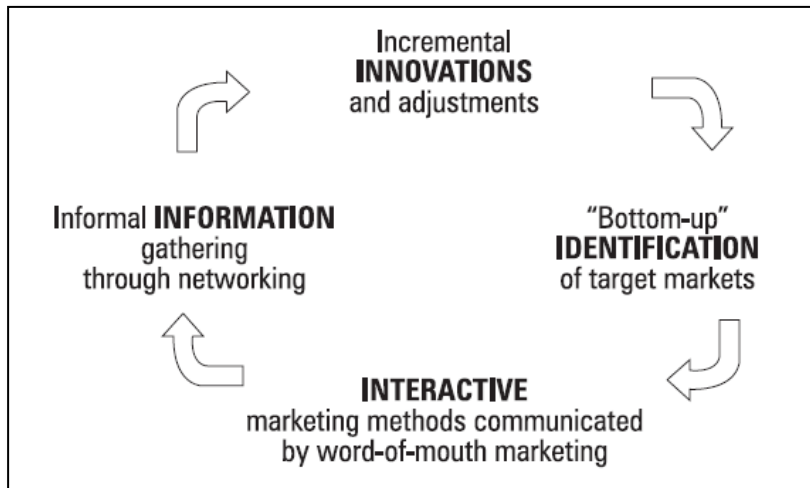 Incremental
INNOVATIONS
and adjustments
"Bottom-up"
IDENTIFICATION
of target markets
INTERACTIVE
marketing methods communicated
by word-of-mouth marketing
Informal INFORMATION
gathering
through networking